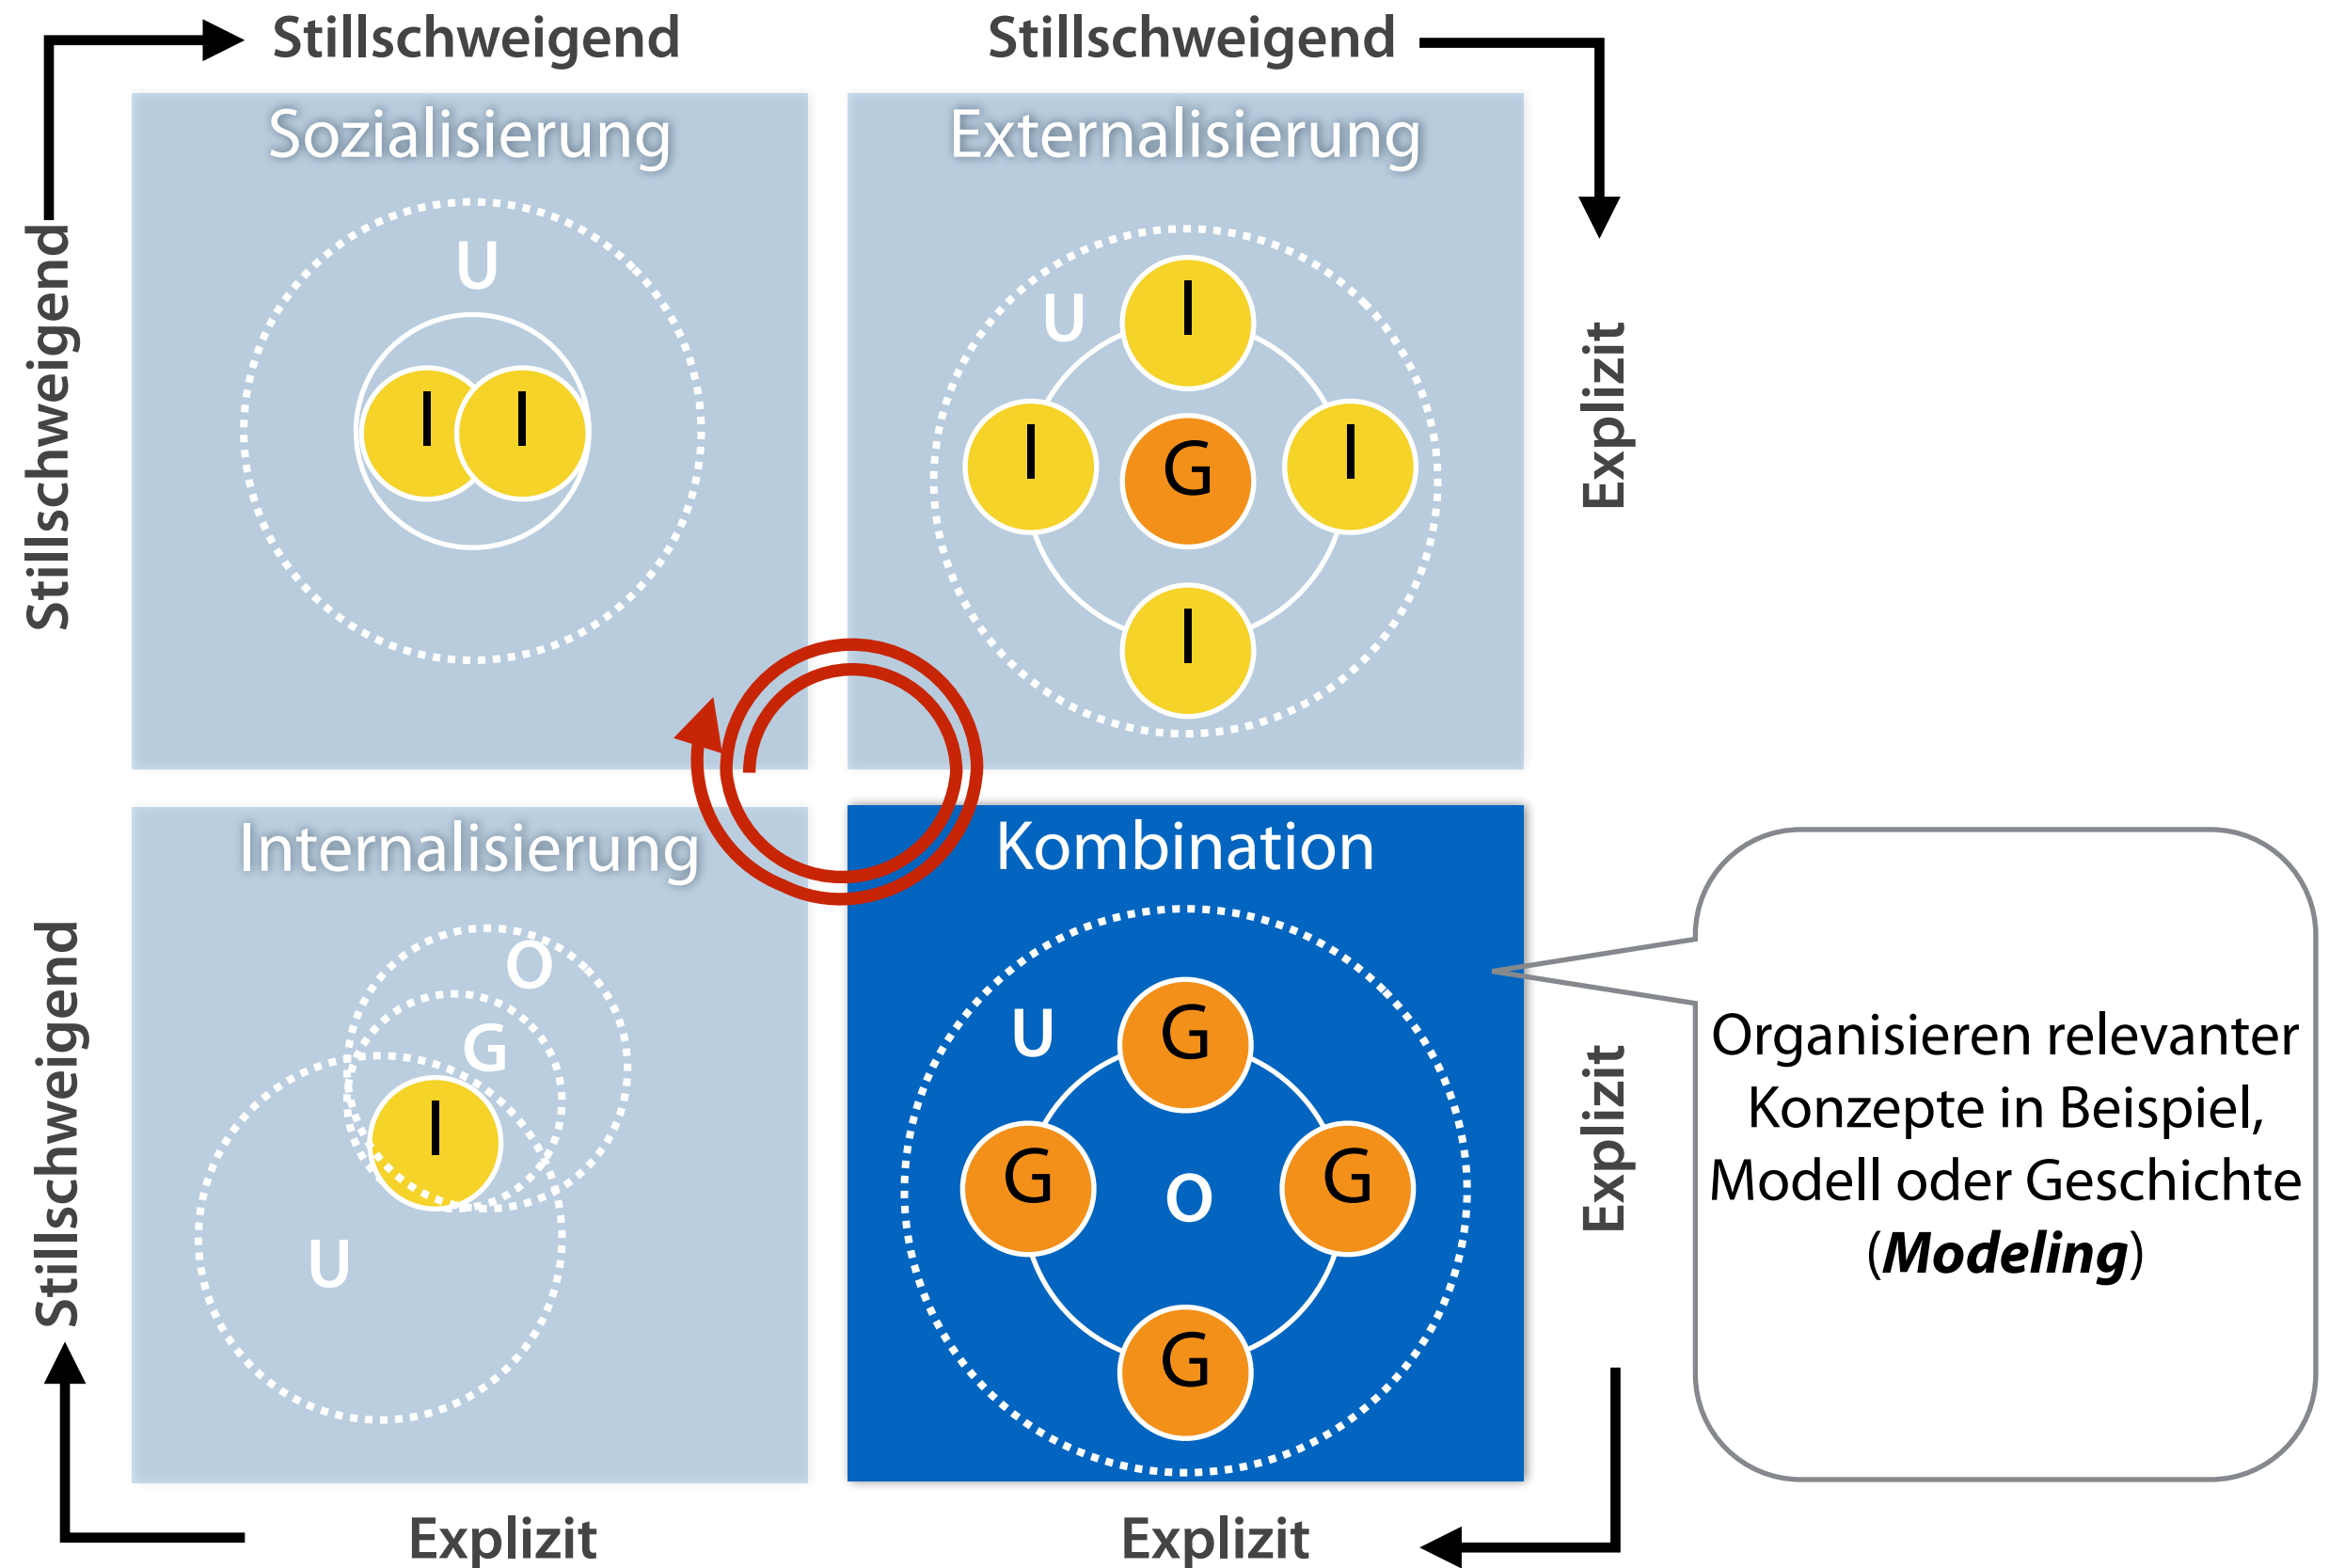 Stillschweigend
Stillschweigend
Stillschweigend
Sozialisierung
U
I
I
Externalisierung
U
I
I
G
I
I
Explizit
Internalisierung
O
G
I
U
Stillschweigend
Explizit
Kombination
U
G
G
O
G
G
Explizit
Explizit
Organisieren relevanter
Konzepte in Beispiel,
Modell oder Geschichte
(Modeling)